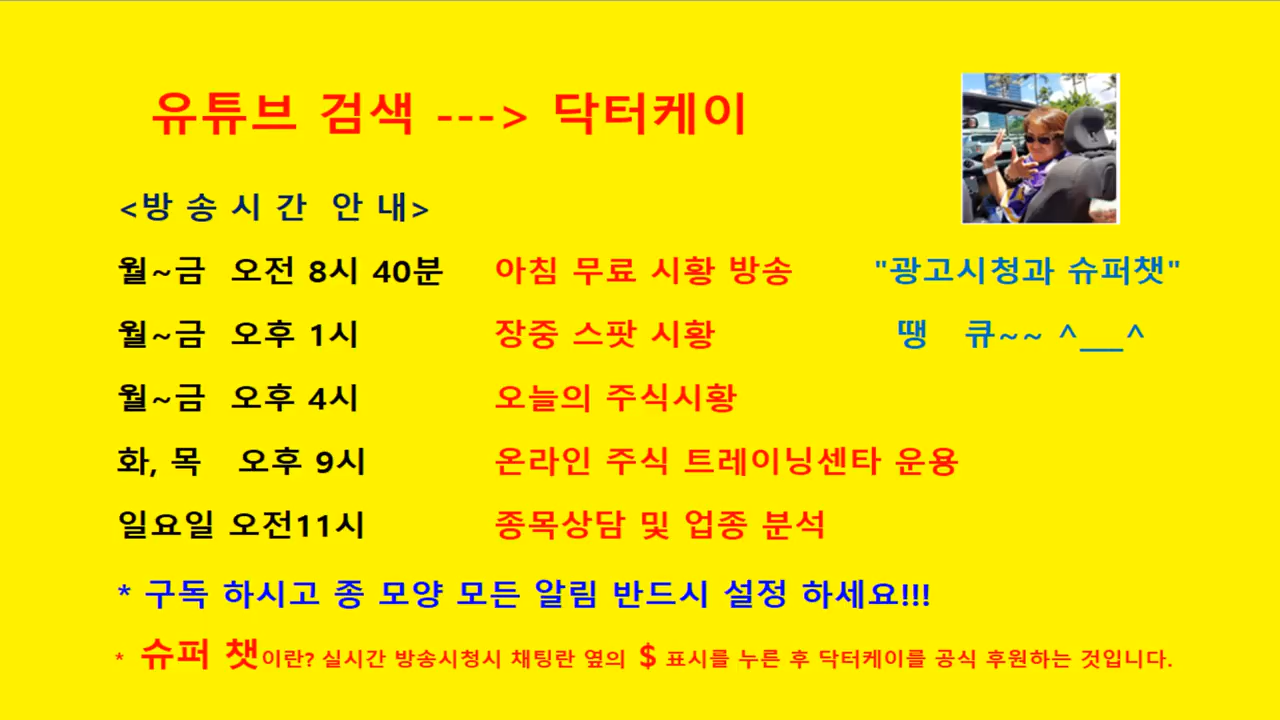 유튜브 검색 ---> 닥터케이
<방 송 시 간 안 내>
월~금 오전 8시 40분 아침 무료 시황 방송 "광고시청과 슈퍼챗"
월~금 오후 1시 장중 스팟 시황 땡 큐~~ ^___^
월~금 오후 4시 오늘의 주식시황
화, 목 오후 9시 온라인 주식 트레이닝센타 운용
일요일 오전11시 종목상담 및 업종 분석
* 구독 하시고 종 모양 모든 알림 반드시 설정 하세요!!!
* 슈퍼 챗이란? 실시간 방송시청시 채팅란 옆의 $ 표시를 누른 후 닥터케이를 공식 후원하는 것입니다.